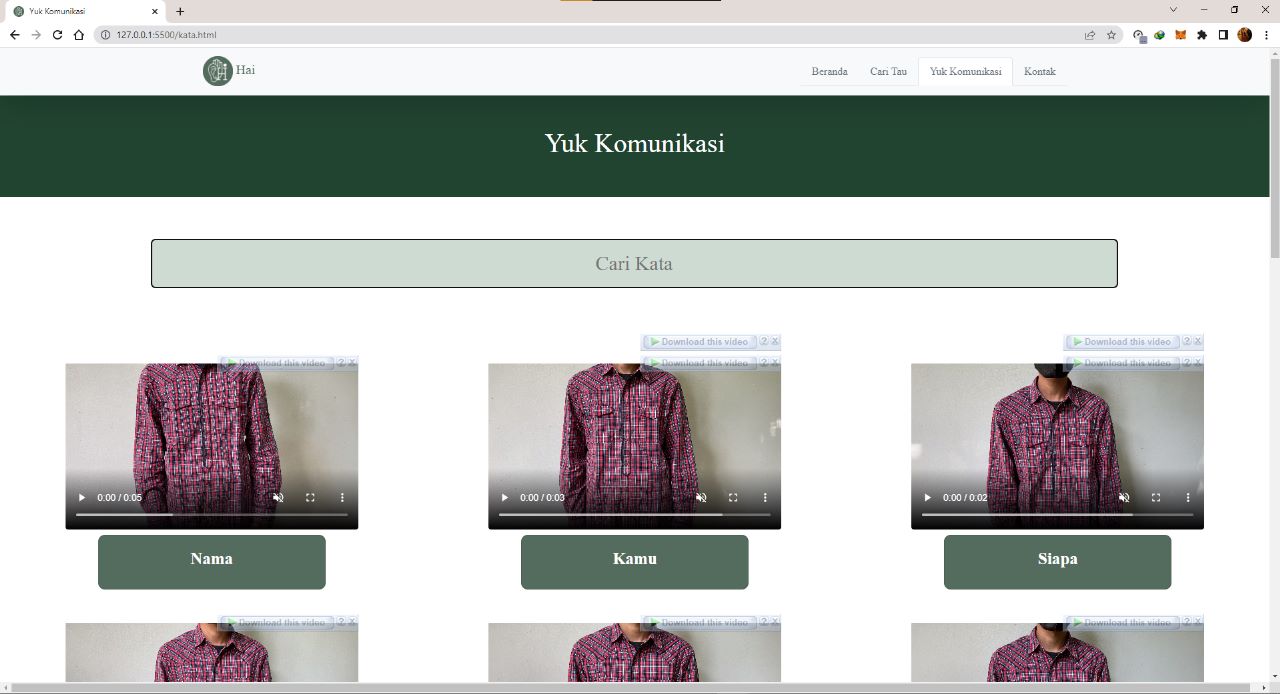 Yuk Komunikasi
127.0.0.1:5500/kata.html
Hai
Beranda Cari Tau Yuk Komunikasi Kontak
Yuk Komunikasi
Cari Kata
Download this video ? X Download this video ? X
Download this video ? X Download this video ? X Download this video ? X
0:00 / 0:05 0:00 / 0:03 0:00 / 0:02
Nama Kamu Siapa
Download this video ? X Download this video ? X Download this video ? X